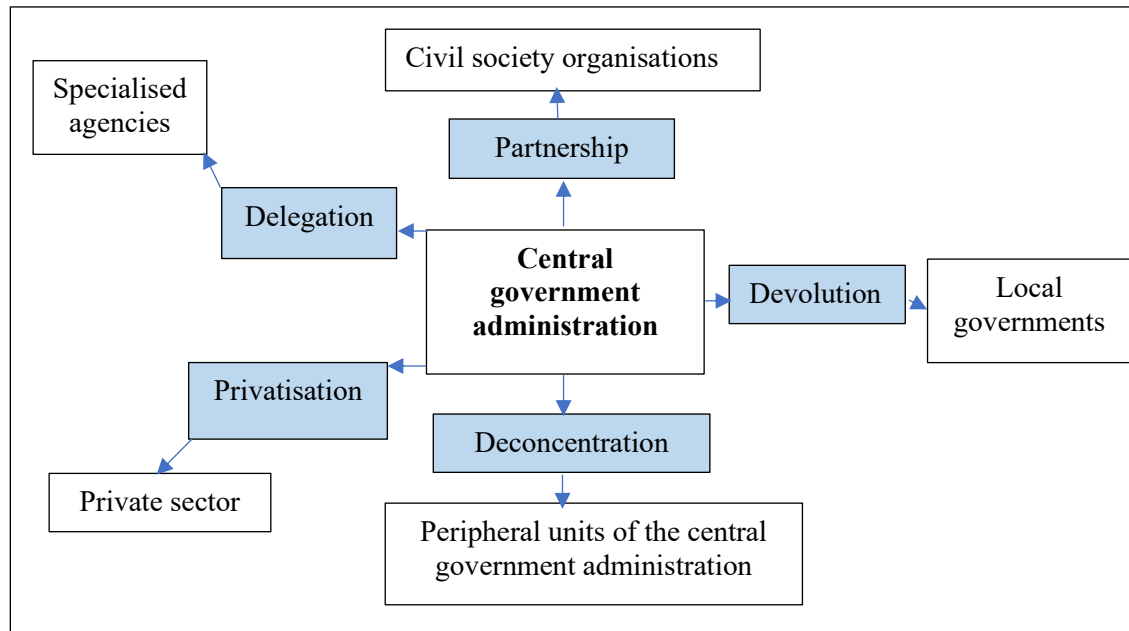 Civil society organisations
Specialised
agencies
Partnership
Delegation
Central
government
administration
Devolution
Local
governments
Privatisation
Deconcentration
Private sector
Peripheral units of the central
government administration